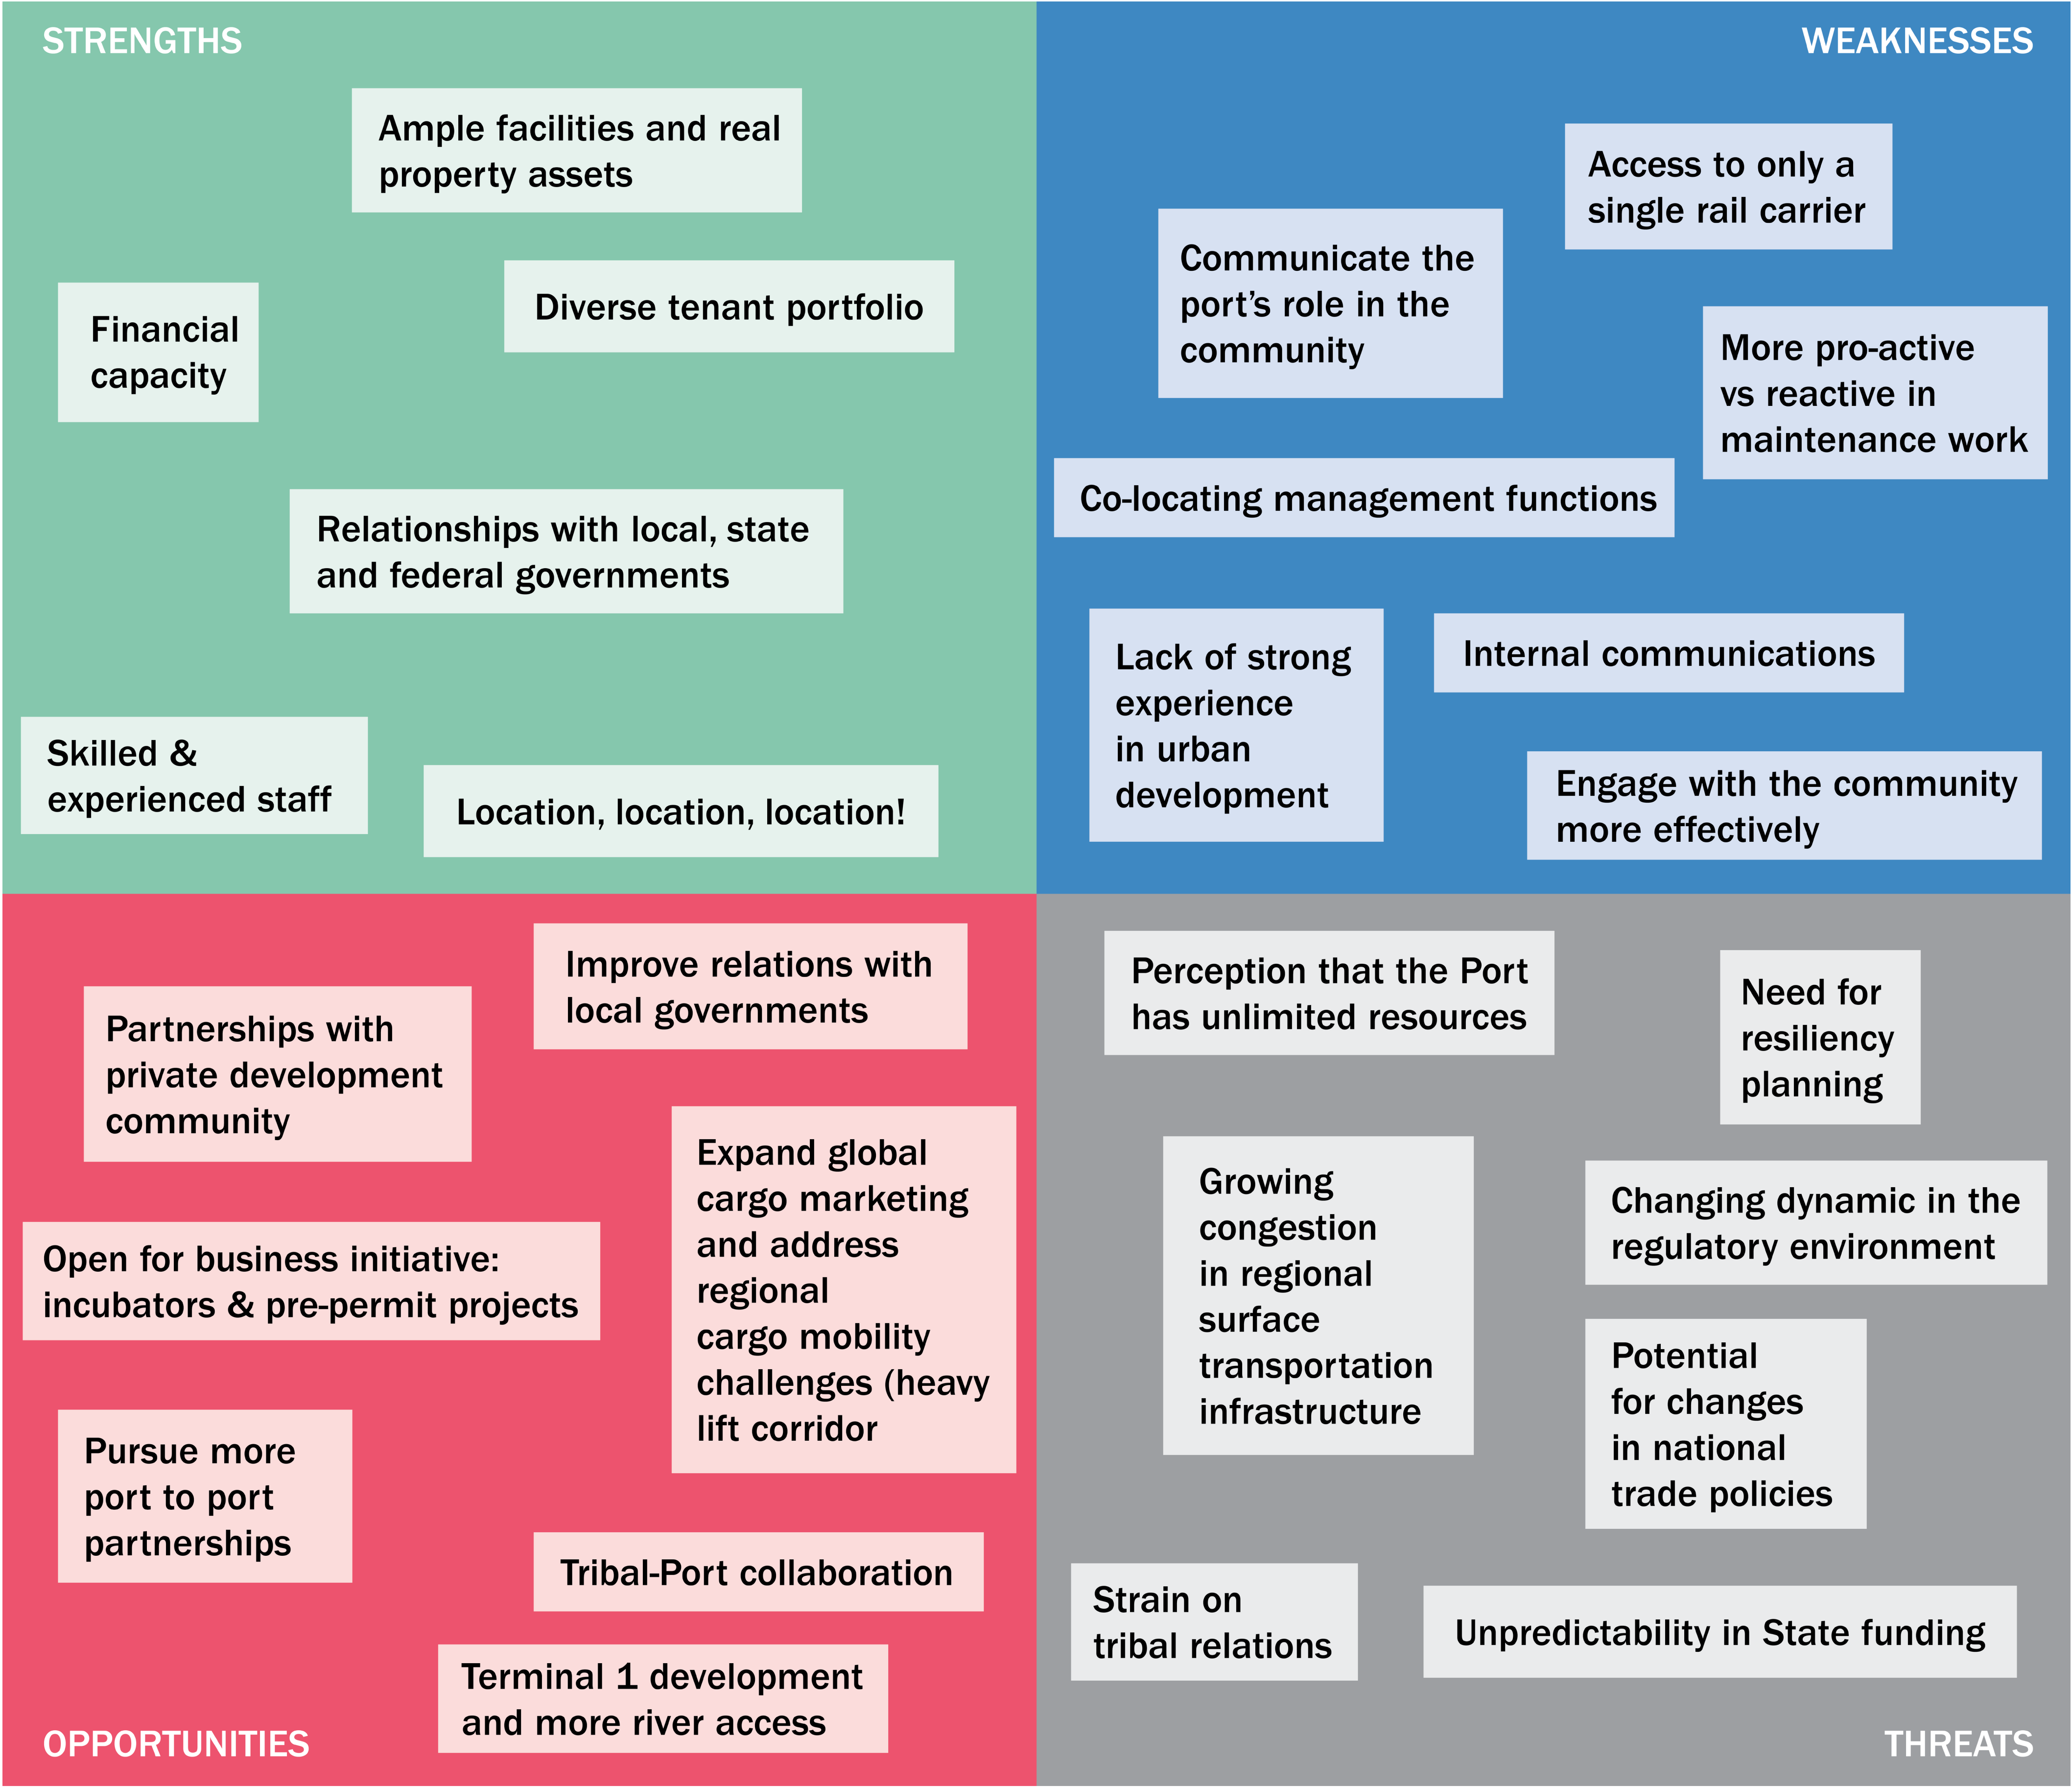 STRENGTHS
Ample facilities and real
property assets
Diverse tenant portfolio
Financial
capacity
Relationships with local, state
and federal governments
Skilled &
experienced staff
Location, location, location!
WEAKNESSES
Access to only a
single rail carrier
Communicate the
port’s role in the
community
More pro-active
vs reactive in
maintenance work
Co-locating management functions
Lack of strong
experience
in urban
development
Internal communications
Engage with the community
more effectively
Improve relations with
local governments
Partnerships with
private development
community
Expand global
cargo marketing
and address
regional
cargo mobility
challenges (heavy
lift corridor
Open for business initiative:
incubators & pre-permit projects
Pursue more
port to port
partnerships
Tribal-Port collaboration
Terminal 1 development
and more river access
OPPORTUNITIES
Perception that the Port
has unlimited resources
Need for
resiliency
planning
Growing
congestion
in regional
surface
transportation
infrastructure
Changing dynamic in the
regulatory environment
Potential
for changes
in national
trade policies
Strain on
tribal relations
Unpredictability in State funding
THREATS